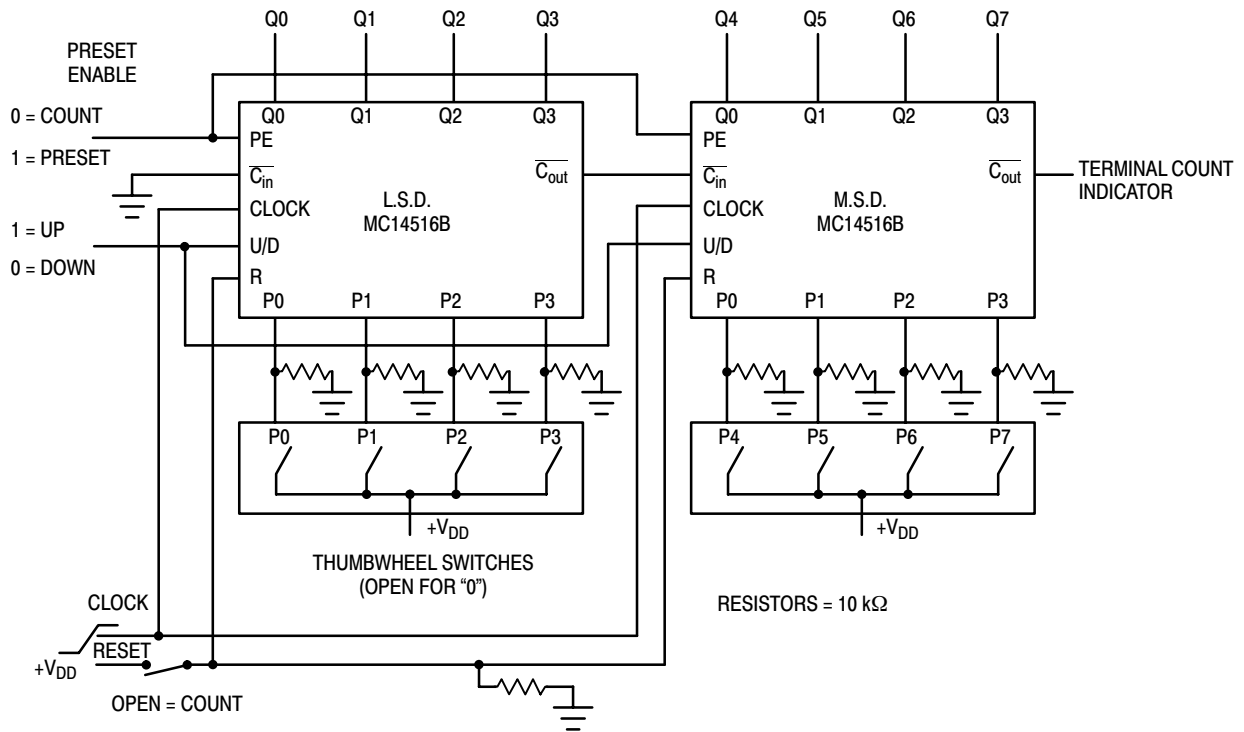 Q0 Q1 Q2 Q3 Q4 Q5 Q6 Q7
PRESET
ENABLE
0 = COUNT
1 = PRESET
1 = UP
0 = DOWN
Q0 Q1 Q2 Q3
PE
C̅i̅n̅
CLOCK
U/D
R
L.S.D.
MC14516B
C̅o̅u̅t̅
P0 P1 P2 P3
Q0 Q1 Q2 Q3
PE
C̅i̅n̅
CLOCK
U/D
R
M.S.D.
MC14516B
C̅o̅u̅t̅
P0 P1 P2 P3
TERMINAL COUNT
INDICATOR
P0 P1 P2 P3
+VDD
P4 P5 P6 P7
+VDD
THUMBWHEEL SWITCHES
(OPEN FOR “0”)
RESISTORS = 10 kΩ
CLOCK
RESET
+VDD
OPEN = COUNT